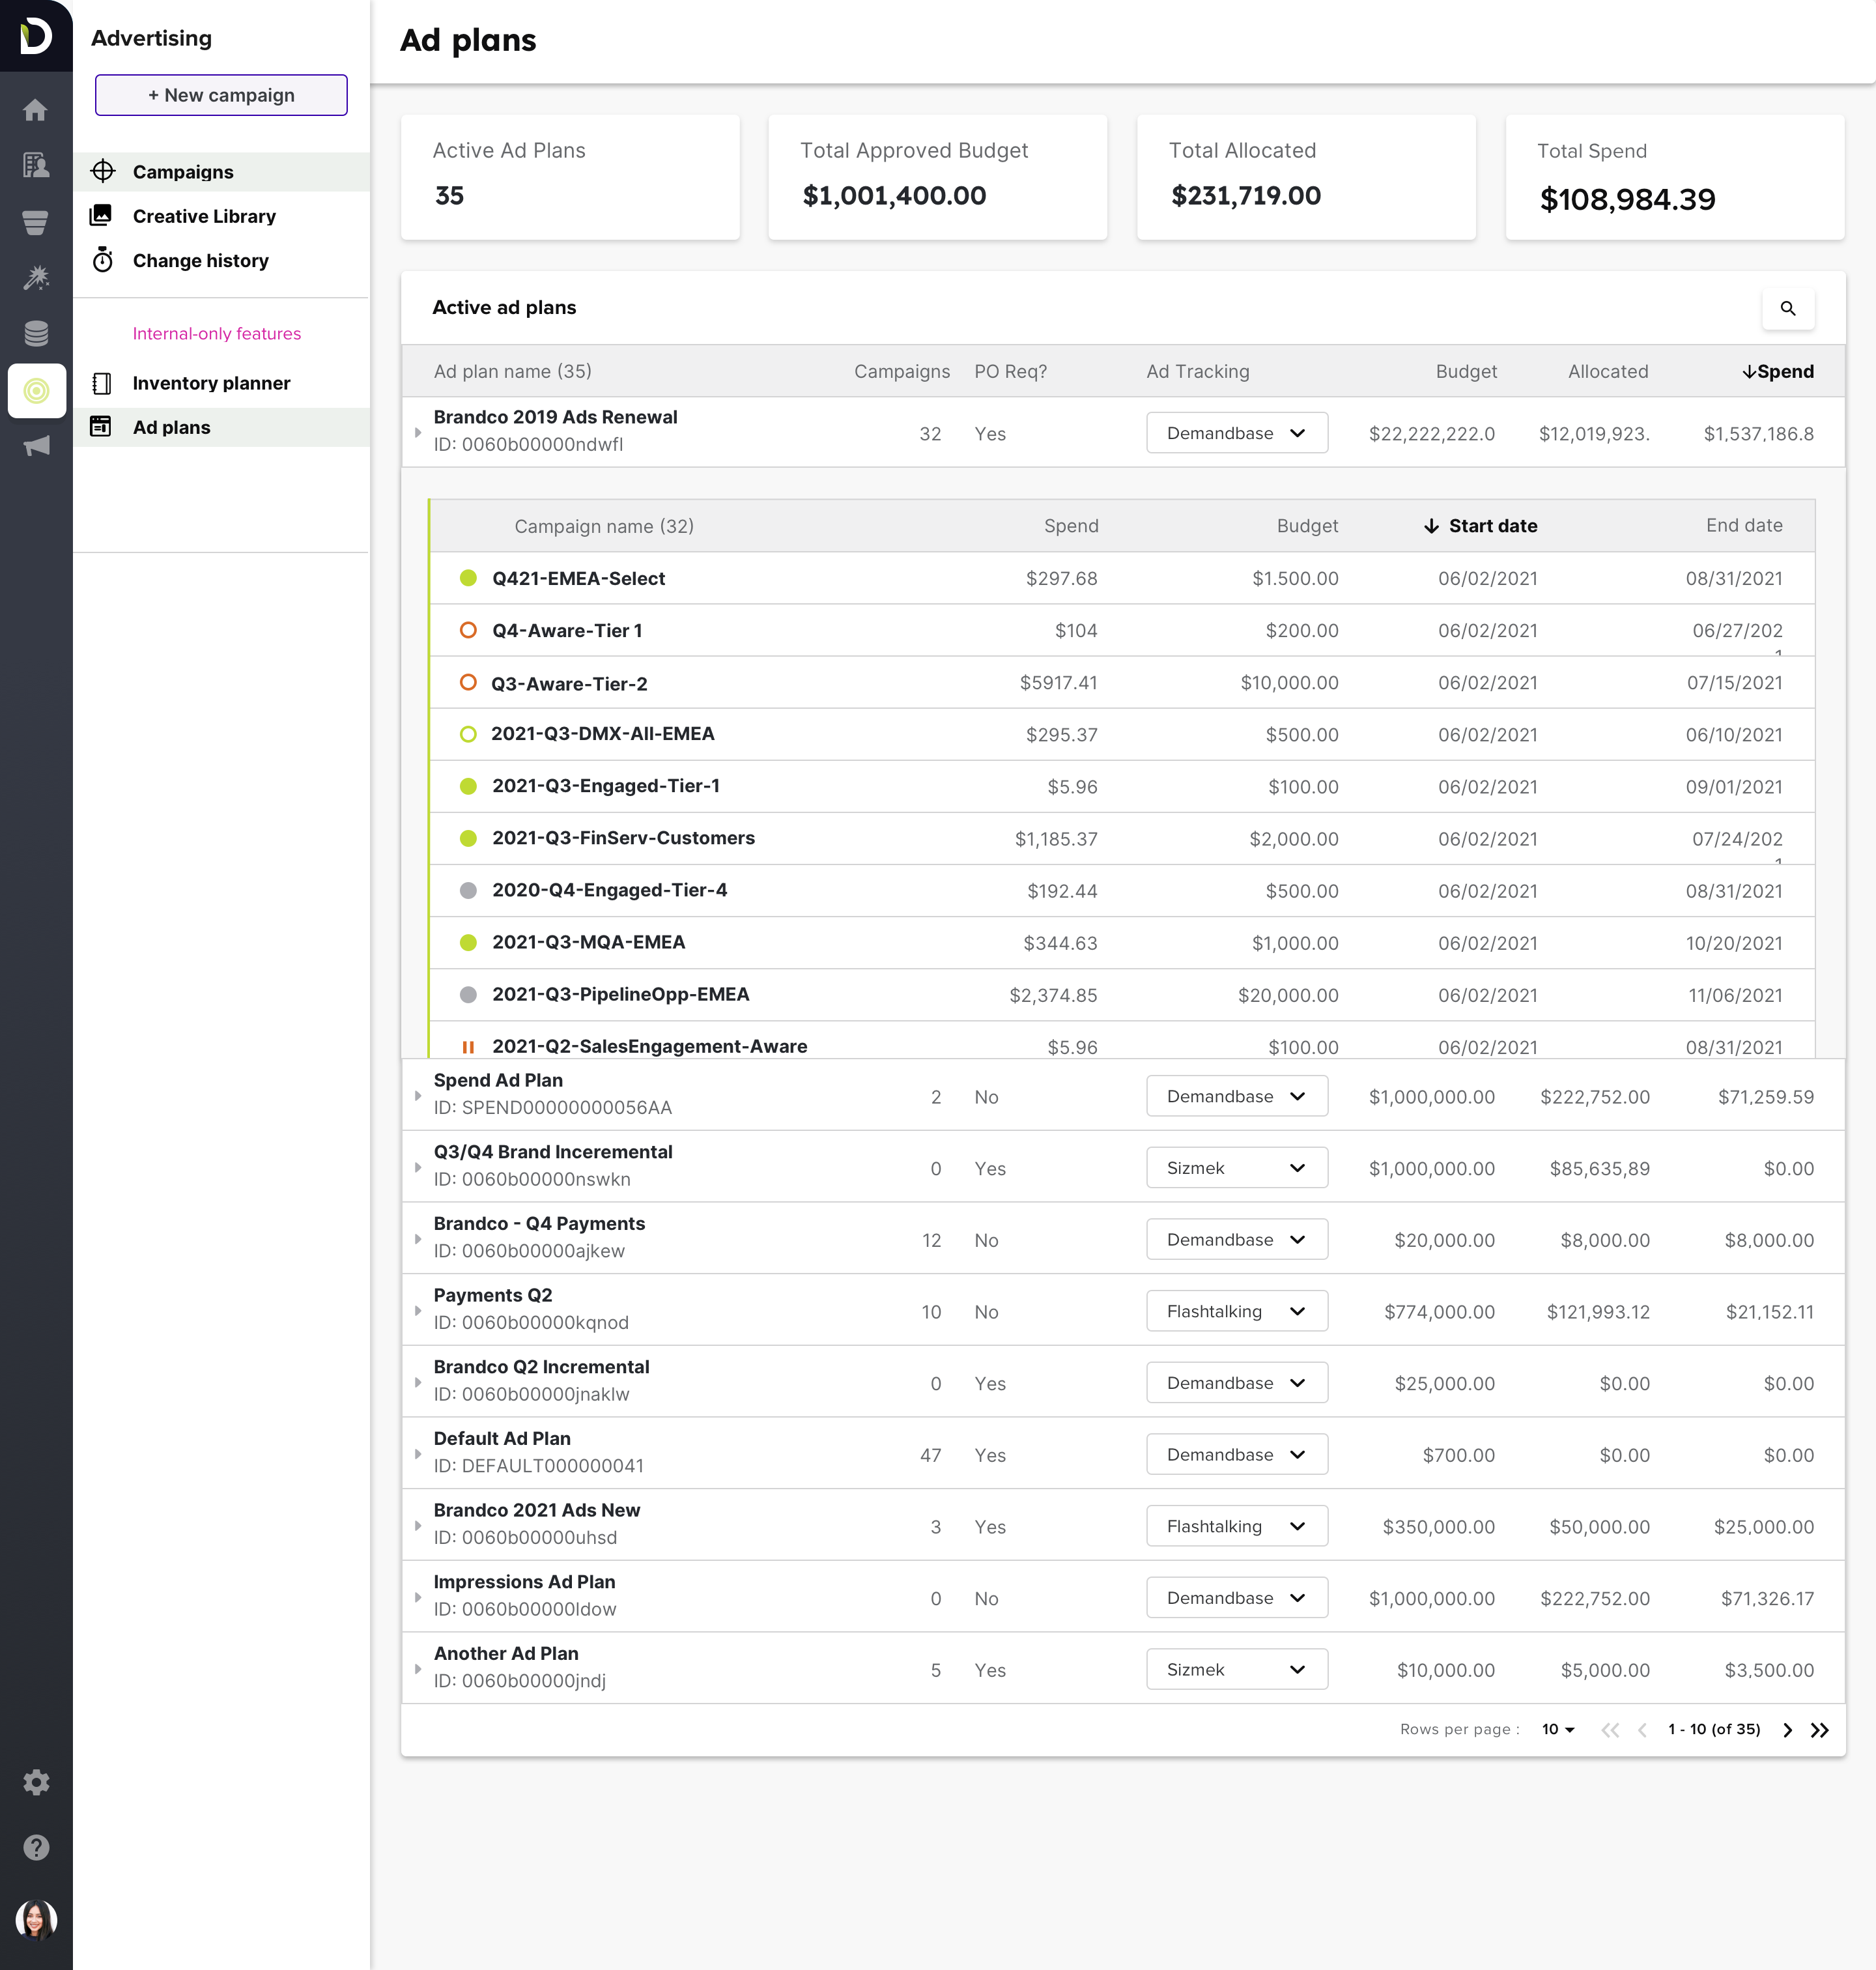 Advertising
+ New campaign
Campaigns
Creative Library
Change history
Internal-only features
Inventory planner
Ad plans
Ad plans
Active Ad Plans
35
Total Approved Budget
$1,001,400.00
Total Allocated
$231,719.00
Total Spend
$108,984.39
Active ad plans
Ad plan name (35) Campaigns PO Req? Ad Tracking Budget Allocated Spend
Brandco 2019 Ads Renewal
ID: 0060b00000ndwfl
32 Yes Demandbase $22,222,222.0 $12,019,923. $1,537,186.8
Campaign name (32) Spend Budget Start date End date
Q421-EMEA-Select $297.68 $1.500.00 06/02/2021 08/31/2021
Q4-Aware-Tier 1 $104 $200.00 06/02/2021 06/27/202
1
Q3-Aware-Tier-2 $5917.41 $10,000.00 06/02/2021 07/15/2021
2021-Q3-DMX-All-EMEA $295.37 $500.00 06/02/2021 06/10/2021
2021-Q3-Engaged-Tier-1 $5.96 $100.00 06/02/2021 09/01/2021
2021-Q3-FinServ-Customers $1,185.37 $2,000.00 06/02/2021 07/24/202
1
2020-Q4-Engaged-Tier-4 $192.44 $500.00 06/02/2021 08/31/2021
2021-Q3-MQA-EMEA $344.63 $1,000.00 06/02/2021 10/20/2021
2021-Q3-PipelineOpp-EMEA $2,374.85 $20,000.00 06/02/2021 11/06/2021
2021-Q2-SalesEngagement-Aware $5.96 $100.00 06/02/2021 08/31/2021
Spend Ad Plan
ID: SPEND00000000056AA
2 No Demandbase $1,000,000.00 $222,752.00 $71,259.59
Q3/Q4 Brand Inceremental
ID: 0060b00000nswkn
0 Yes Sizmek $1,000,000.00 $85,635,89 $0.00
Brandco - Q4 Payments
ID: 0060b00000ajkew
12 No Demandbase $20,000.00 $8,000.00 $8,000.00
Payments Q2
ID: 0060b00000kqnod
10 No Flashtalking $774,000.00 $121,993.12 $21,152.11
Brandco Q2 Incremental
ID: 0060b00000jnaklw
0 Yes Demandbase $25,000.00 $0.00 $0.00
Default Ad Plan
ID: DEFAULT000000041
47 Yes Demandbase $700.00 $0.00 $0.00
Brandco 2021 Ads New
ID: 0060b00000uhsd
3 Yes Flashtalking $350,000.00 $50,000.00 $25,000.00
Impressions Ad Plan
ID: 0060b00000ldow
0 No Demandbase $1,000,000.00 $222,752.00 $71,326.17
Another Ad Plan
ID: 0060b00000jndj
5 Yes Sizmek $10,000.00 $5,000.00 $3,500.00
Rows per page : 10 1 - 10 (of 35)